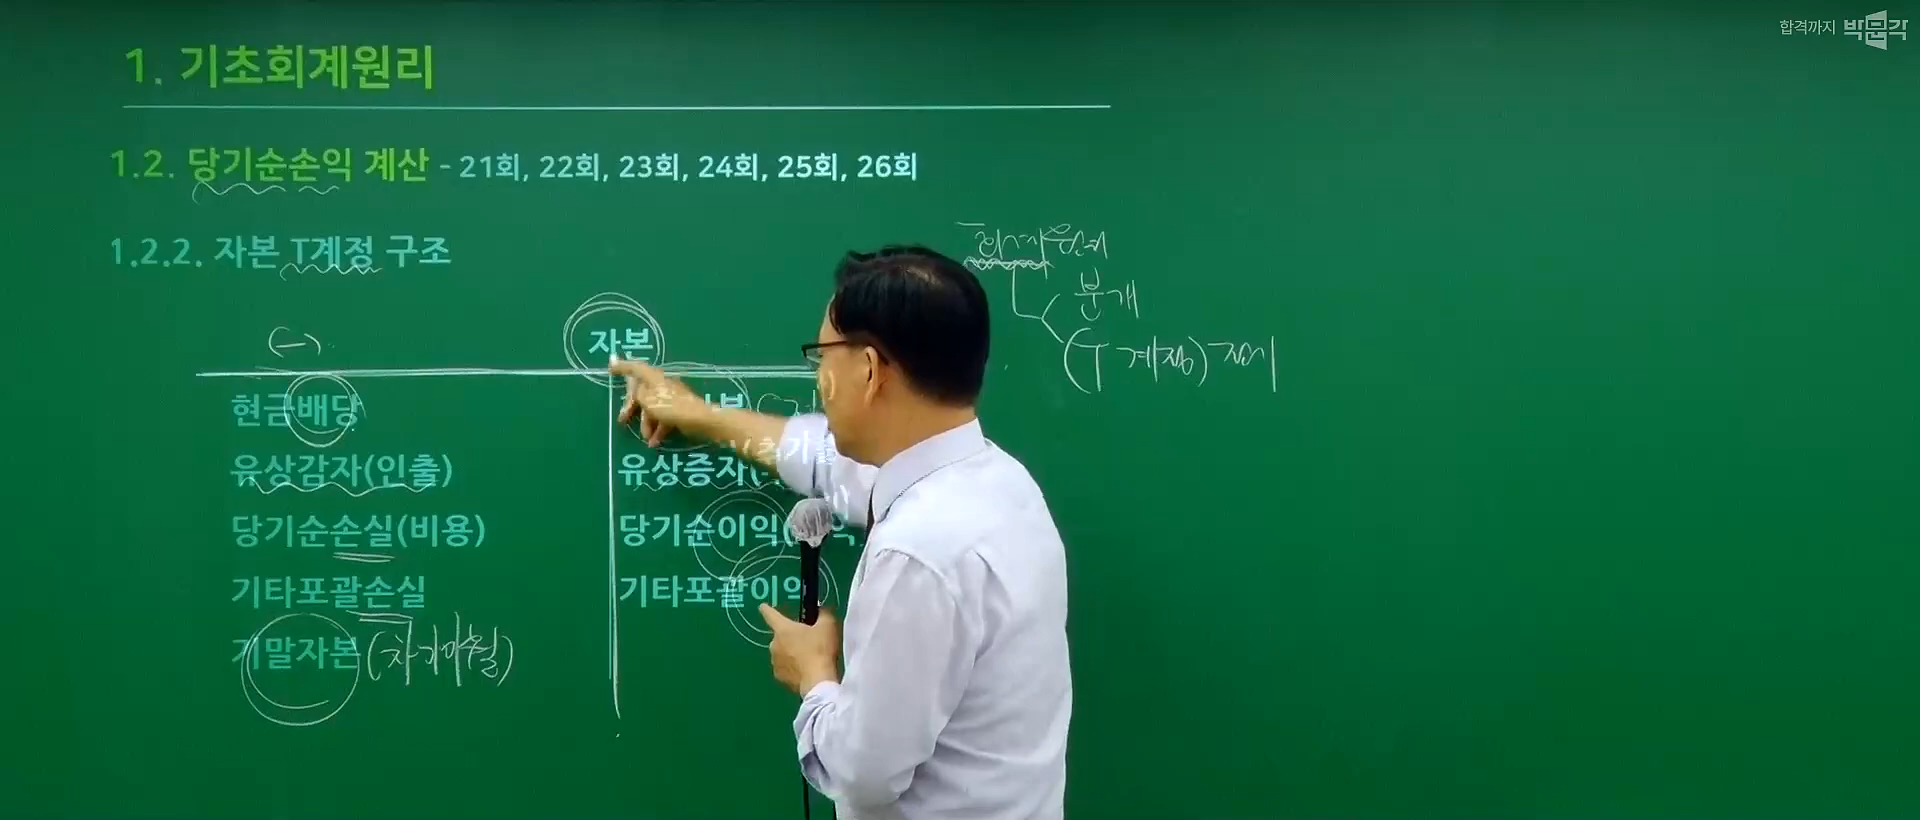 합격까지 박문각
1. 기초회계원리
1.2. 당기순손익 계산 - 21회, 22회, 23회, 24회, 25회, 26회
1.2.2. 자본 T계정 구조
분개
(T 계정)
(-)
자본
현금배당
유상감자(인출) 유상증자(
당기순손실(비용) 당기순이익(
기타포괄손실 기타포괄이익
기말자본 (차기이월)